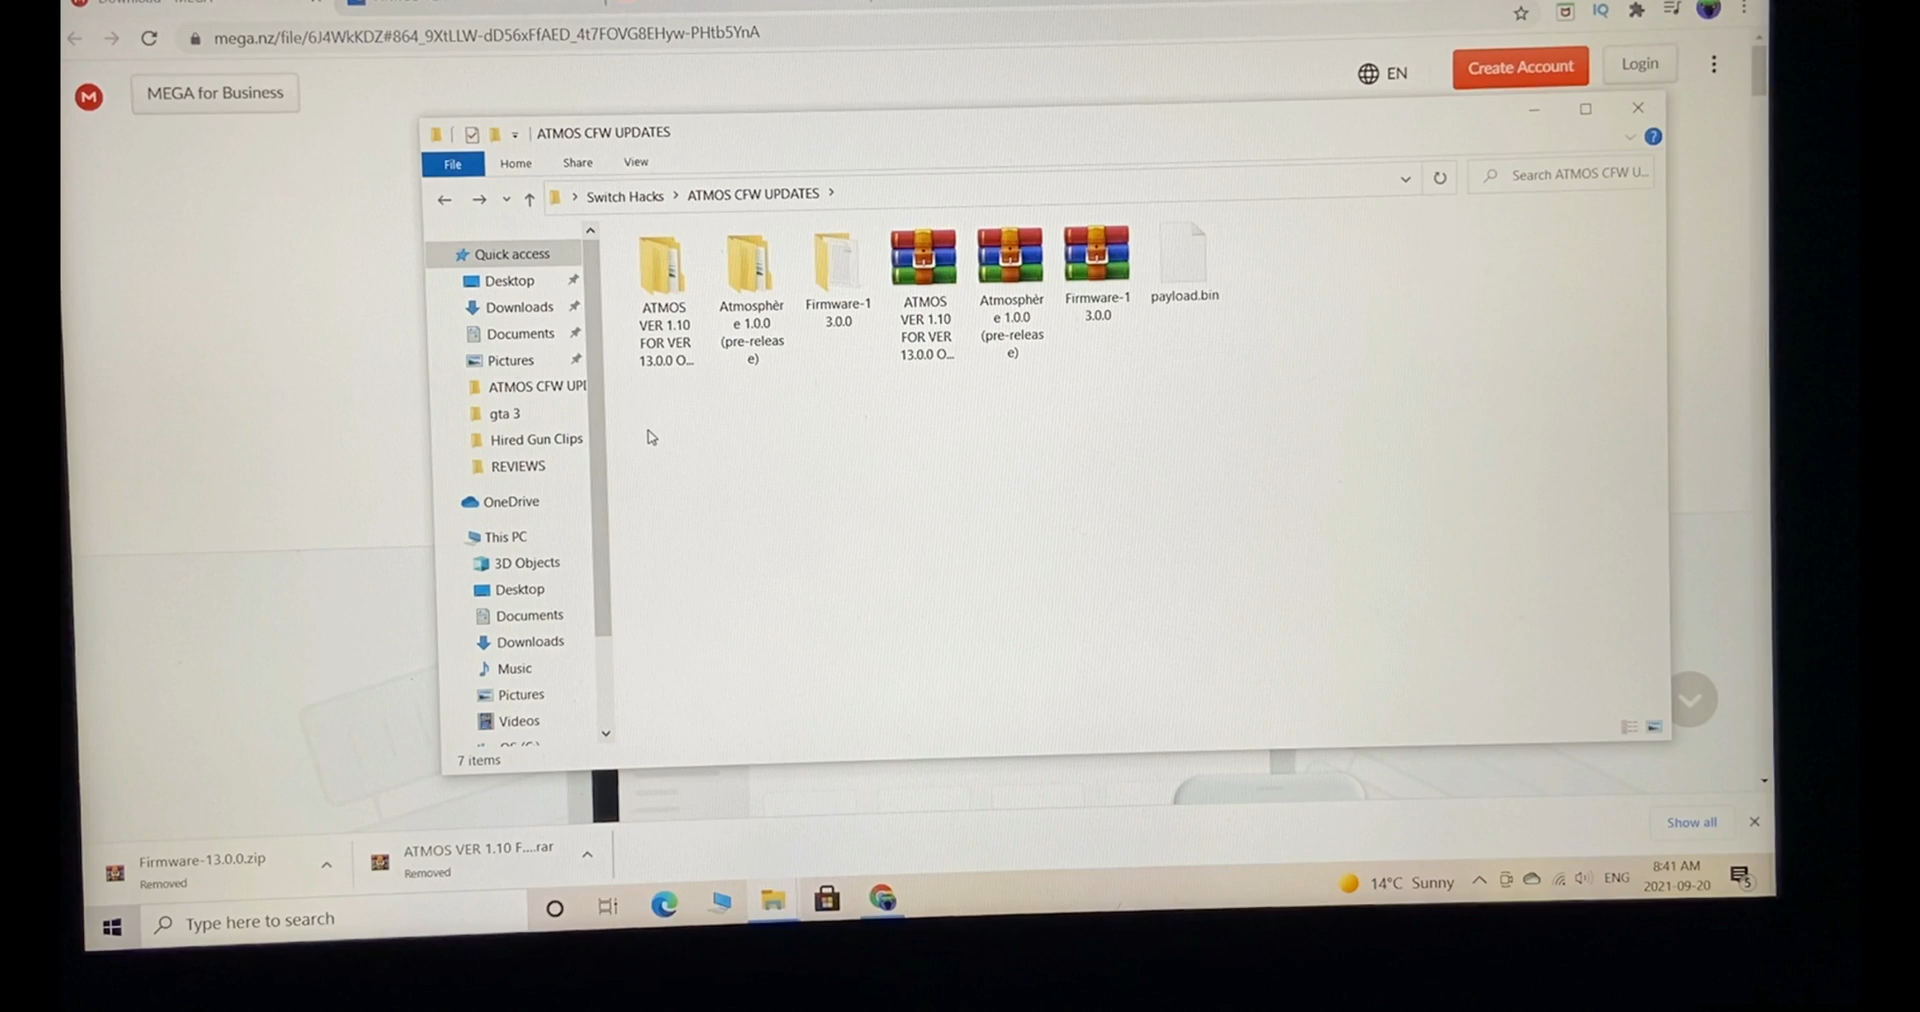 mega.nz/file/6J4WkKDZ#864_9XtLLW-dD56xFfAED_4t7FOVG8EHyw-PHtb5YnA
IQ
M
MEGA for Business
EN
Create Account
Login
ATMOS CFW UPDATES
File
Home
Share
View
?
Switch Hacks
ATMOS CFW UPDATES
Search ATMOS CFW U...
Quick access
Desktop
Downloads
Documents
Pictures
ATMOS CFW UPI
gta 3
Hired Gun Clips
REVIEWS
OneDrive
This PC
3D Objects
Desktop
Documents
Downloads
Music
Pictures
Videos
ATMOS
VER 1.10
FOR VER
13.0.0 O...
Atmosphèr
e 1.0.0
(pre-releas
e)
Firmware-1
3.0.0
ATMOS
VER 1.10
FOR VER
13.0.0 O...
Atmosphèr
e 1.0.0
(pre-releas
e)
Firmware-1
3.0.0
payload.bin
7 items
Show all
Firmware-13.0.0.zip
Removed
ATMOS VER 1.10 F....rar
Removed
Type here to search
14°C Sunny
ENG
8:41 AM
2021-09-20
5